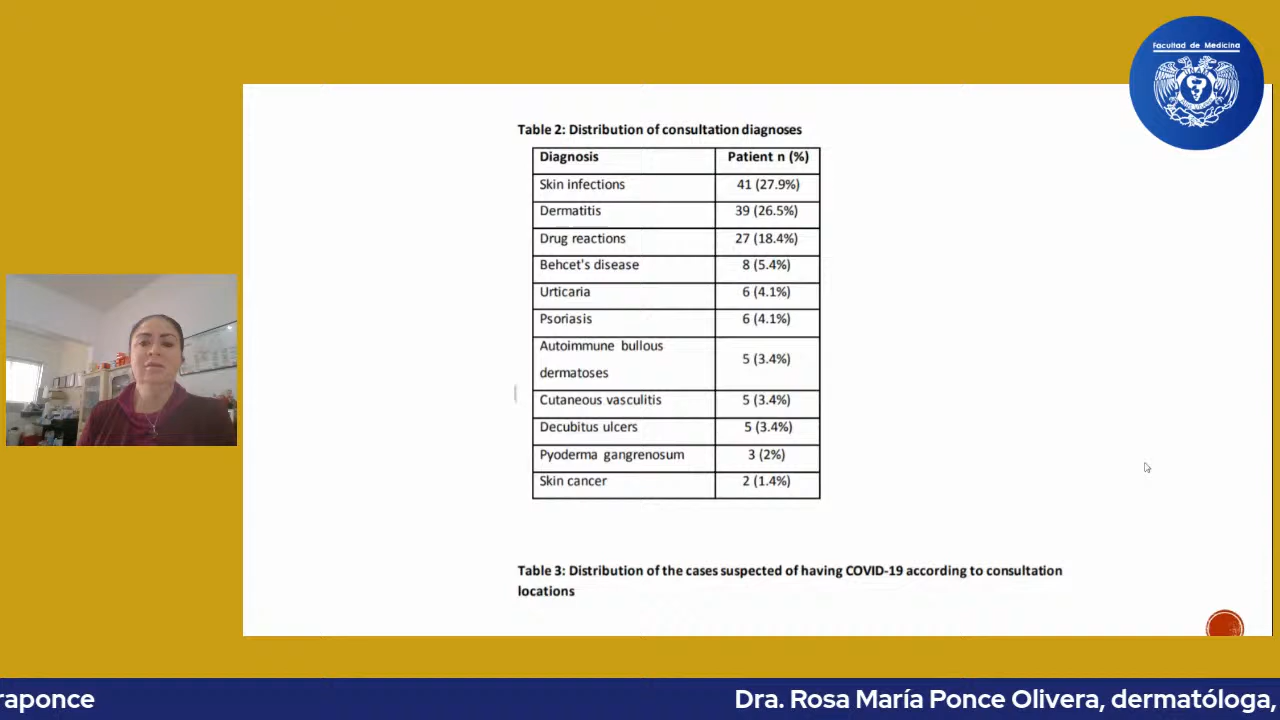 Facultad de Medicina
Table 2: Distribution of consultation diagnoses
Diagnosis Patient n (%)
Skin infections 41 (27.9%)
Dermatitis 39 (26.5%)
Drug reactions 27 (18.4%)
Behcet's disease 8 (5.4%)
Urticaria 6 (4.1%)
Psoriasis 6 (4.1%)
Autoimmune bullous
dermatoses 5 (3.4%)
Cutaneous vasculitis 5 (3.4%)
Decubitus ulcers 5 (3.4%)
Pyoderma gangrenosum 3 (2%)
Skin cancer 2 (1.4%)
Table 3: Distribution of the cases suspected of having COVID-19 according to consultation
locations
raponce Dra. Rosa María Ponce Olivera, dermatóloga,